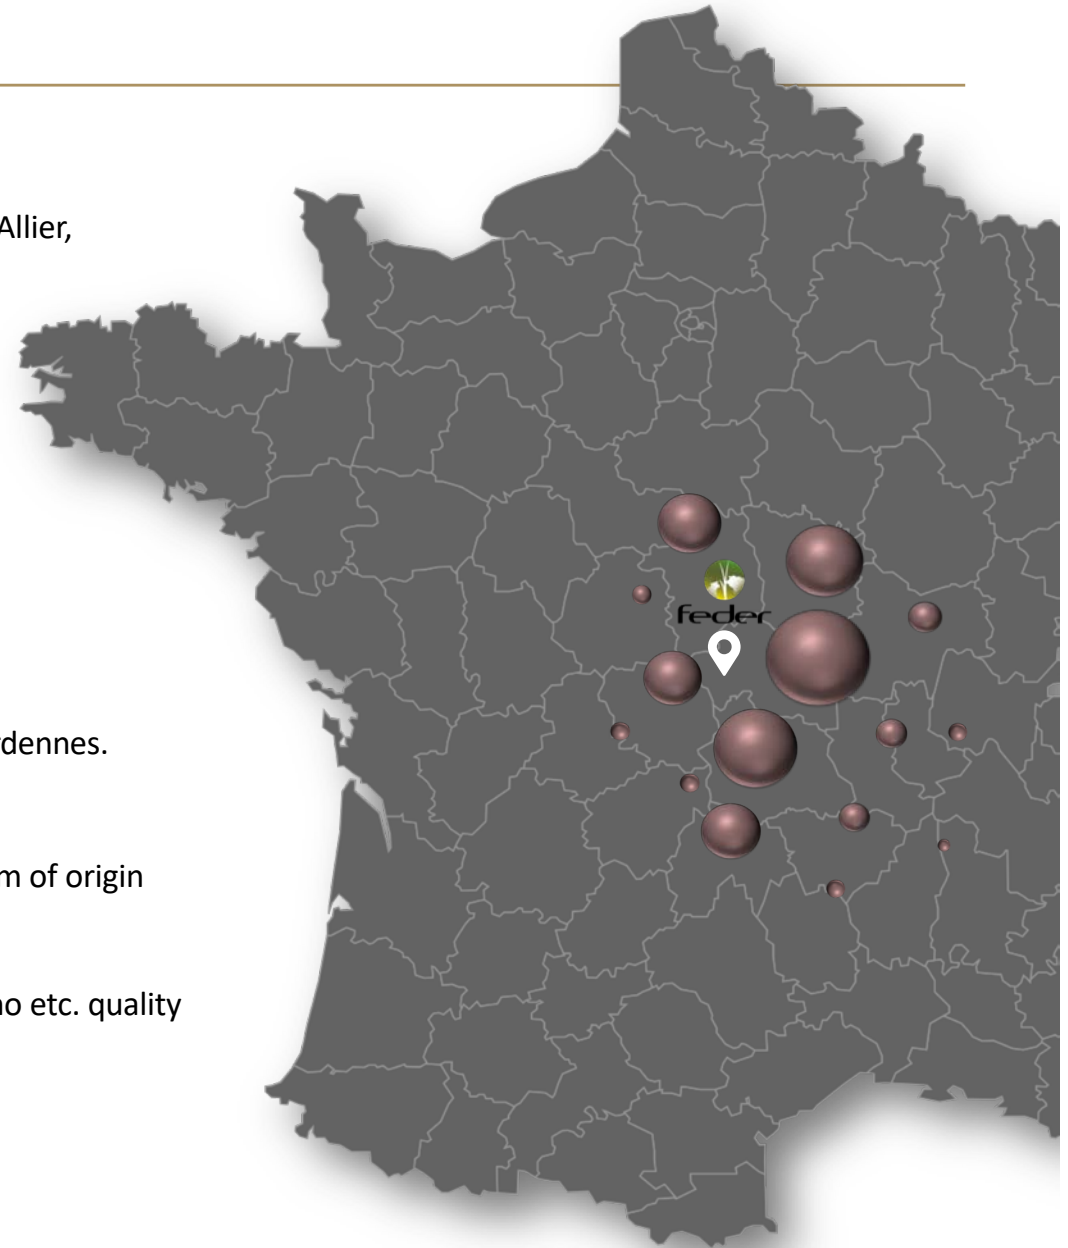 Allier,
feder
rdennes.
m of origin
no etc. quality